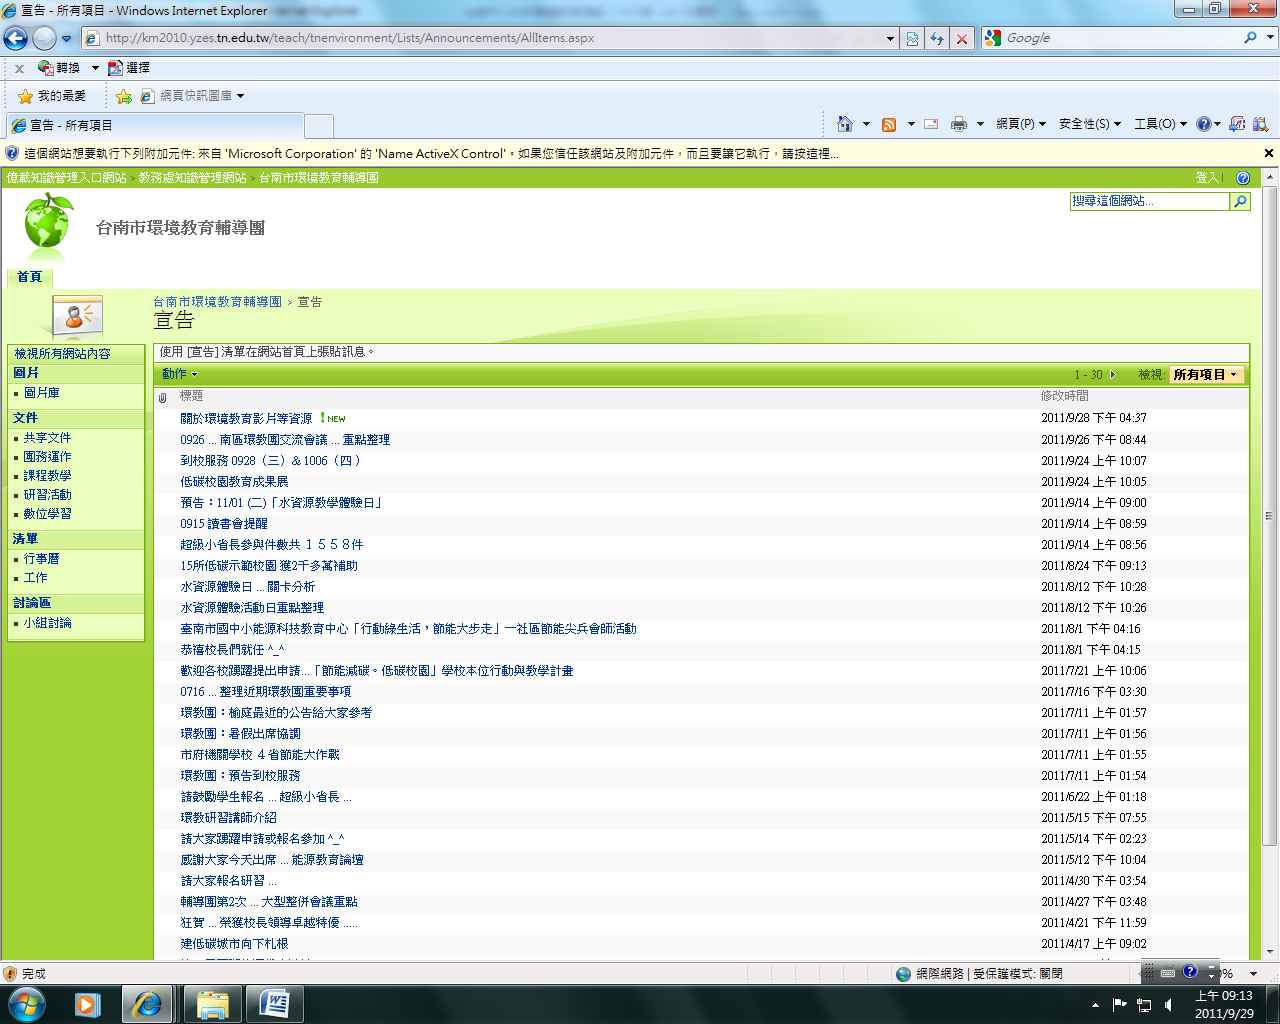 宣告 - 所有項目 - Windows Internet Explorer
http://km2010.yzes.tn.edu.tw/teach/tnenvironment/Lists/Announcements/AllItems.aspx
Google
x 轉換 選擇
我的最愛 網頁快訊圖庫
宣告 - 所有項目
網頁(P) 安全性(S) 工具(O)
這個網站想要執行下列附加元件: 來自 'Microsoft Corporation' 的 'Name ActiveX Control'。如果您信任該網站及附加元件，而且要讓它執行，請按這裡...
億載知識管理入口網站 > 教務處知識管理網站 > 台南市環境教育輔導團
登入
搜尋這個網站...
台南市環境教育輔導團
首頁
台南市環境教育輔導團 > 宣告
宣告
檢視所有網站內容
圖片
圖片庫
文件
共享文件
團務運作
課程教學
研習活動
數位學習
清單
行事曆
工作
討論區
小組討論
使用 [宣告] 清單在網站首頁上張貼訊息。
動作 1 - 30 檢視: 所有項目
標題 修改時間
關於環境教育影片等資源 ! NEW 2011/9/28 下午 04:37
0926 ... 南區環教團交流會議 ... 重點整理 2011/9/26 下午 08:44
到校服務 0928（三）& 1006（四） 2011/9/24 上午 10:07
低碳校園教育成果展 2011/9/24 上午 10:05
預告：11/01 (二)「水資源教學體驗日」 2011/9/14 上午 09:00
0915 讀書會提醒 2011/9/14 上午 08:59
超級小省長參與件數共 １５５８件 2011/9/14 上午 08:56
15所低碳示範校園 獲2千多萬補助 2011/8/24 上午 09:13
水資源體驗日 ... 關卡分析 2011/8/12 上午 10:28
水資源體驗活動日重點整理 2011/8/12 上午 10:26
臺南市國中小能源科技教育中心「行動綠生活，節能大步走」—社區節能尖兵會師活動 2011/8/1 下午 04:16
恭禧校長們就任 ^_^ 2011/8/1 下午 04:15
歡迎各校踴躍提出申請...「節能減碳。低碳校園」學校本位行動與教學計畫 2011/7/21 上午 10:06
0716 ... 整理近期環教團重要事項 2011/7/16 下午 03:30
環教團：榆庭最近的公告給大家參考 2011/7/11 上午 01:57
環教團：暑假出席協調 2011/7/11 上午 01:56
市府機關學校 ４省節能大作戰 2011/7/11 上午 01:55
環教團：預告到校服務 2011/7/11 上午 01:54
請鼓勵學生報名 ... 超級小省長 ... 2011/6/22 上午 01:18
環教研習講師介紹 2011/5/15 下午 07:55
請大家踴躍申請或報名參加 ^_^ 2011/5/14 下午 02:23
感謝大家今天出席 ... 能源教育論壇 2011/5/12 下午 10:04
請大家報名研習 ... 2011/4/30 下午 03:54
輔導團第2次 ... 大型整併會議重點 2011/4/27 下午 03:48
狂賀 ... 榮獲校長領導卓越特優 ..... 2011/4/21 下午 11:59
建低碳城市向下札根 2011/4/17 上午 09:02
完成
網際網路 | 受保護模式: 關閉
0%
上午 09:13
2011/9/29